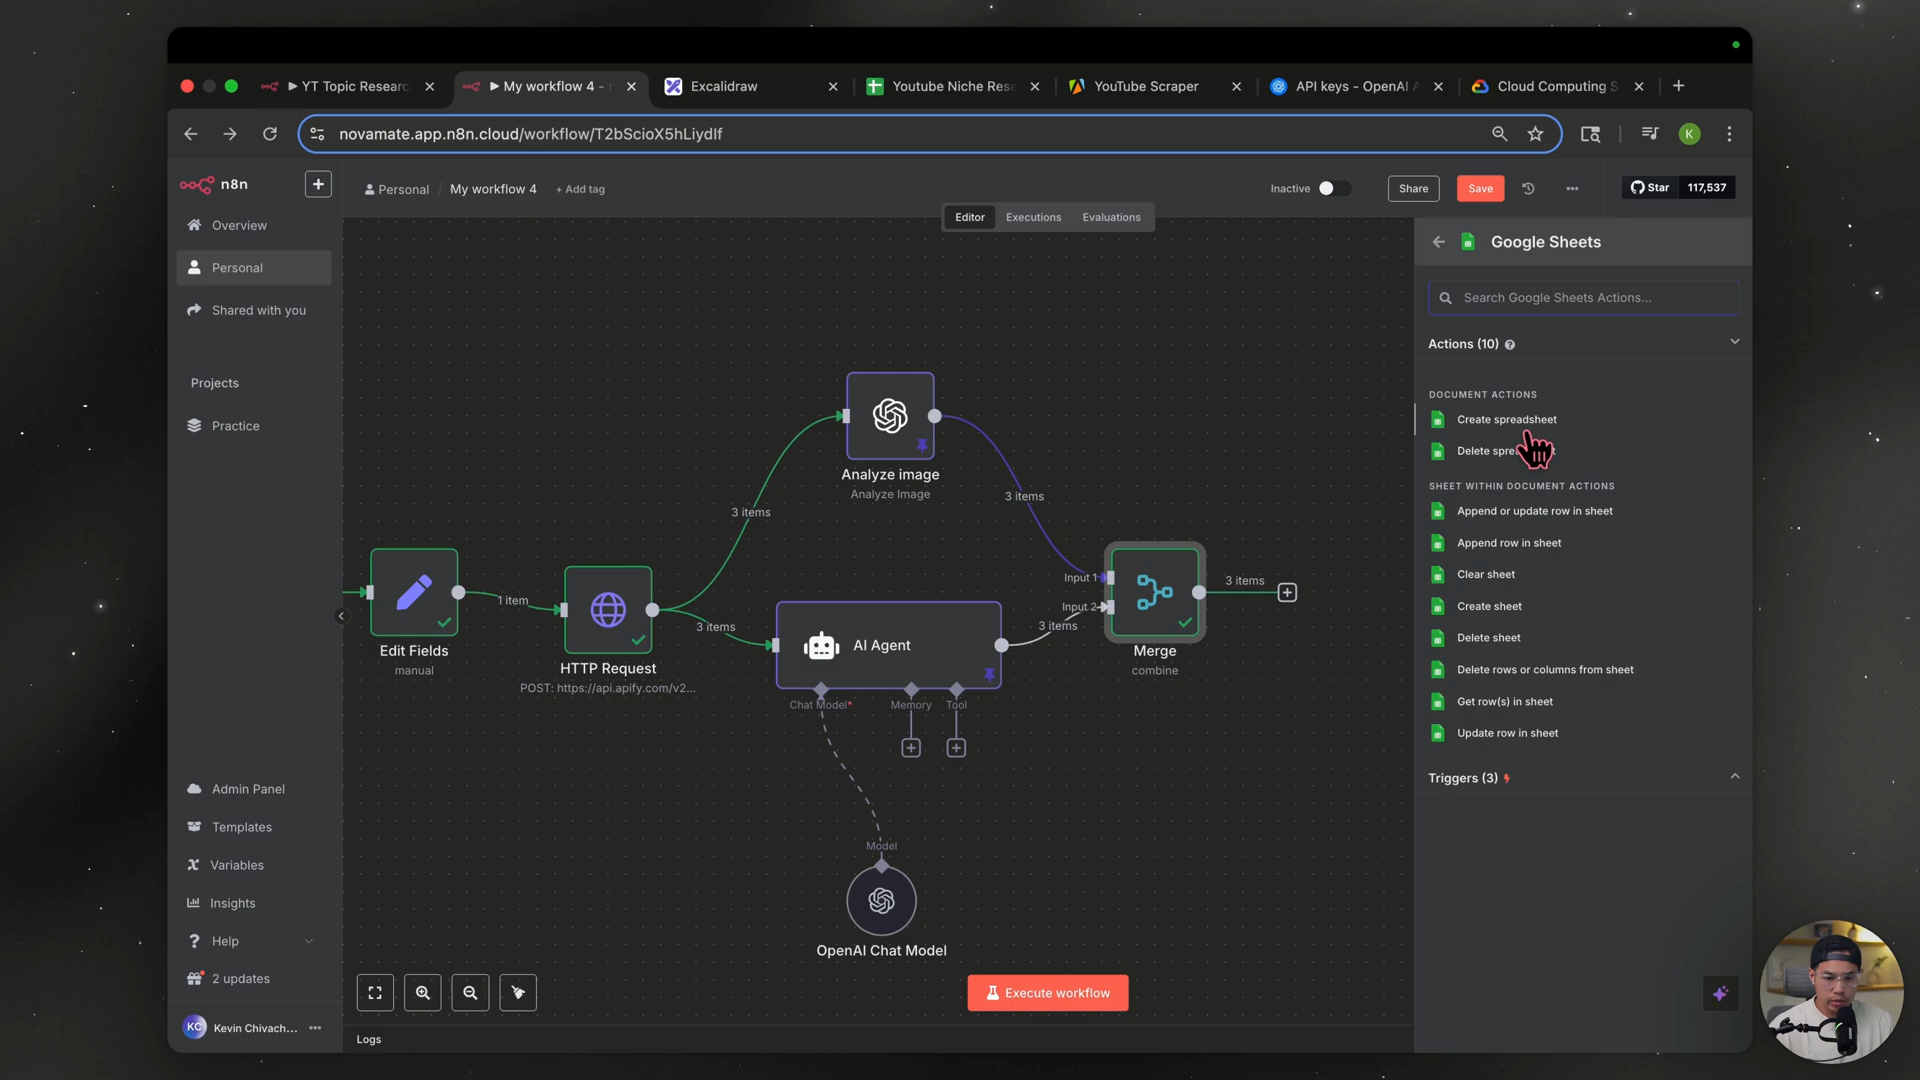 YT Topic Researc
My workflow 4 -
Excalidraw
Youtube Niche Rese
YouTube Scraper
API keys - OpenAI A
Cloud Computing S
novamate.app.n8n.cloud/workflow/T2bScioX5hLiydIf
K
n8n
Personal / My workflow 4 + Add tag
Inactive
Share
Save
Star 117,537
Editor
Executions
Evaluations
Overview
Personal
Shared with you
Projects
Practice
Admin Panel
Templates
Variables
Insights
Help
2 updates
KC Kevin Chivach...
Edit Fields
manual
1 item
HTTP Request
POST: https://api.apify.com/v2...
3 items
3 items
Analyze image
Analyze Image
3 items
AI Agent
Chat Model*
Memory
Tool
3 items
Input 1
Input 2
Merge
combine
3 items
Model
OpenAI Chat Model
Execute workflow
Logs
Google Sheets
Search Google Sheets Actions...
Actions (10)
DOCUMENT ACTIONS
Create spreadsheet
Delete spre t
SHEET WITHIN DOCUMENT ACTIONS
Append or update row in sheet
Append row in sheet
Clear sheet
Create sheet
Delete sheet
Delete rows or columns from sheet
Get row(s) in sheet
Update row in sheet
Triggers (3)